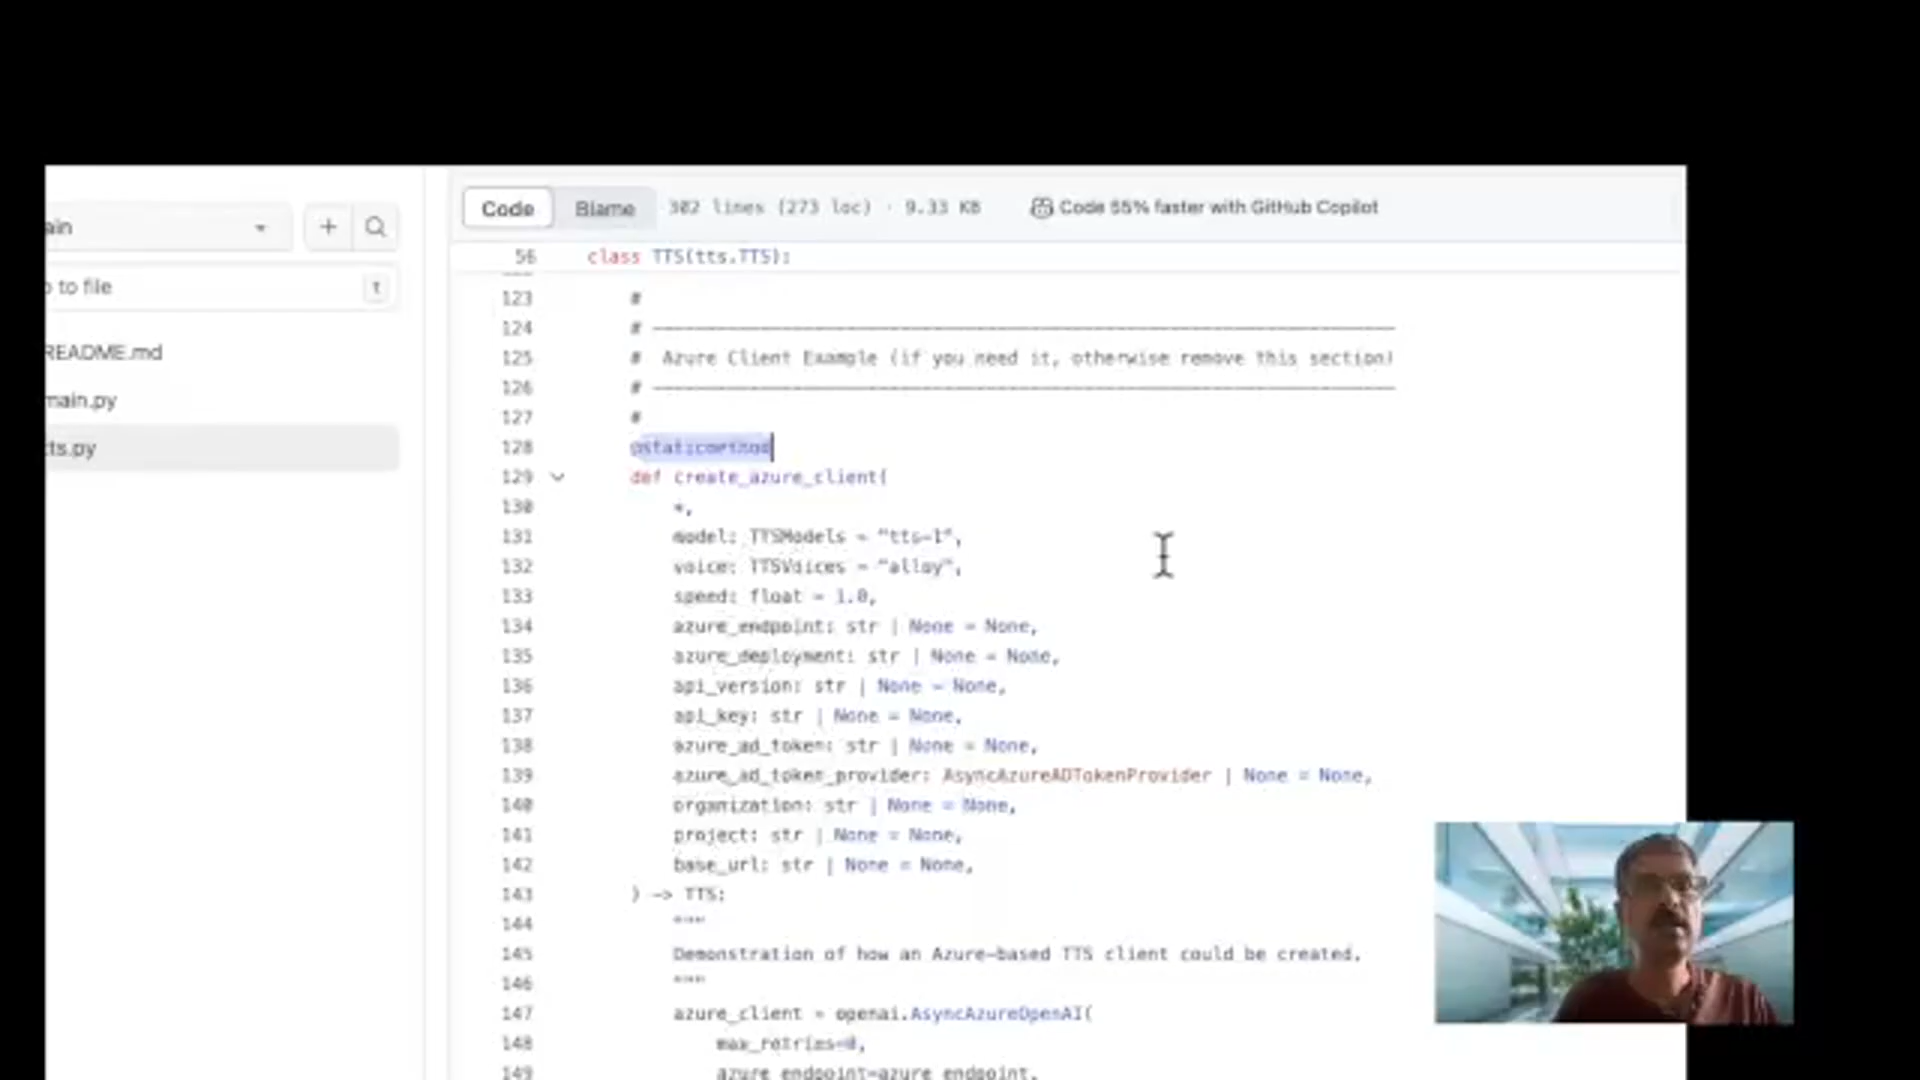 ain
Code Blame 302 lines (273 loc) · 9.33 KB Code 55% faster with GitHub Copilot
to file t
README.md
main.py
ts.py
56 class TTS(tts.TTS):
123 #
124 # ------------------------------------------------------------------
125 # Azure Client Example (if you need it, otherwise remove this section)
126 # ------------------------------------------------------------------
127 #
128 @staticmethod
129 def create_azure_client(
130 *,
131 model: TTSModels = "tts-1",
132 voice: TTSVoices = "alloy",
133 speed: float = 1.0,
134 azure_endpoint: str | None = None,
135 azure_deployment: str | None = None,
136 api_version: str | None = None,
137 api_key: str | None = None,
138 azure_ad_token: str | None = None,
139 azure_ad_token_provider: AsyncAzureADTokenProvider | None = None,
140 organization: str | None = None,
141 project: str | None = None,
142 base_url: str | None = None,
143 ) -> TTS:
144 """
145 Demonstration of how an Azure-based TTS client could be created.
146 """
147 azure_client = openai.AsyncAzureOpenAI(
148 max_retries=0,
149 azure_endpoint=azure_endpoint,